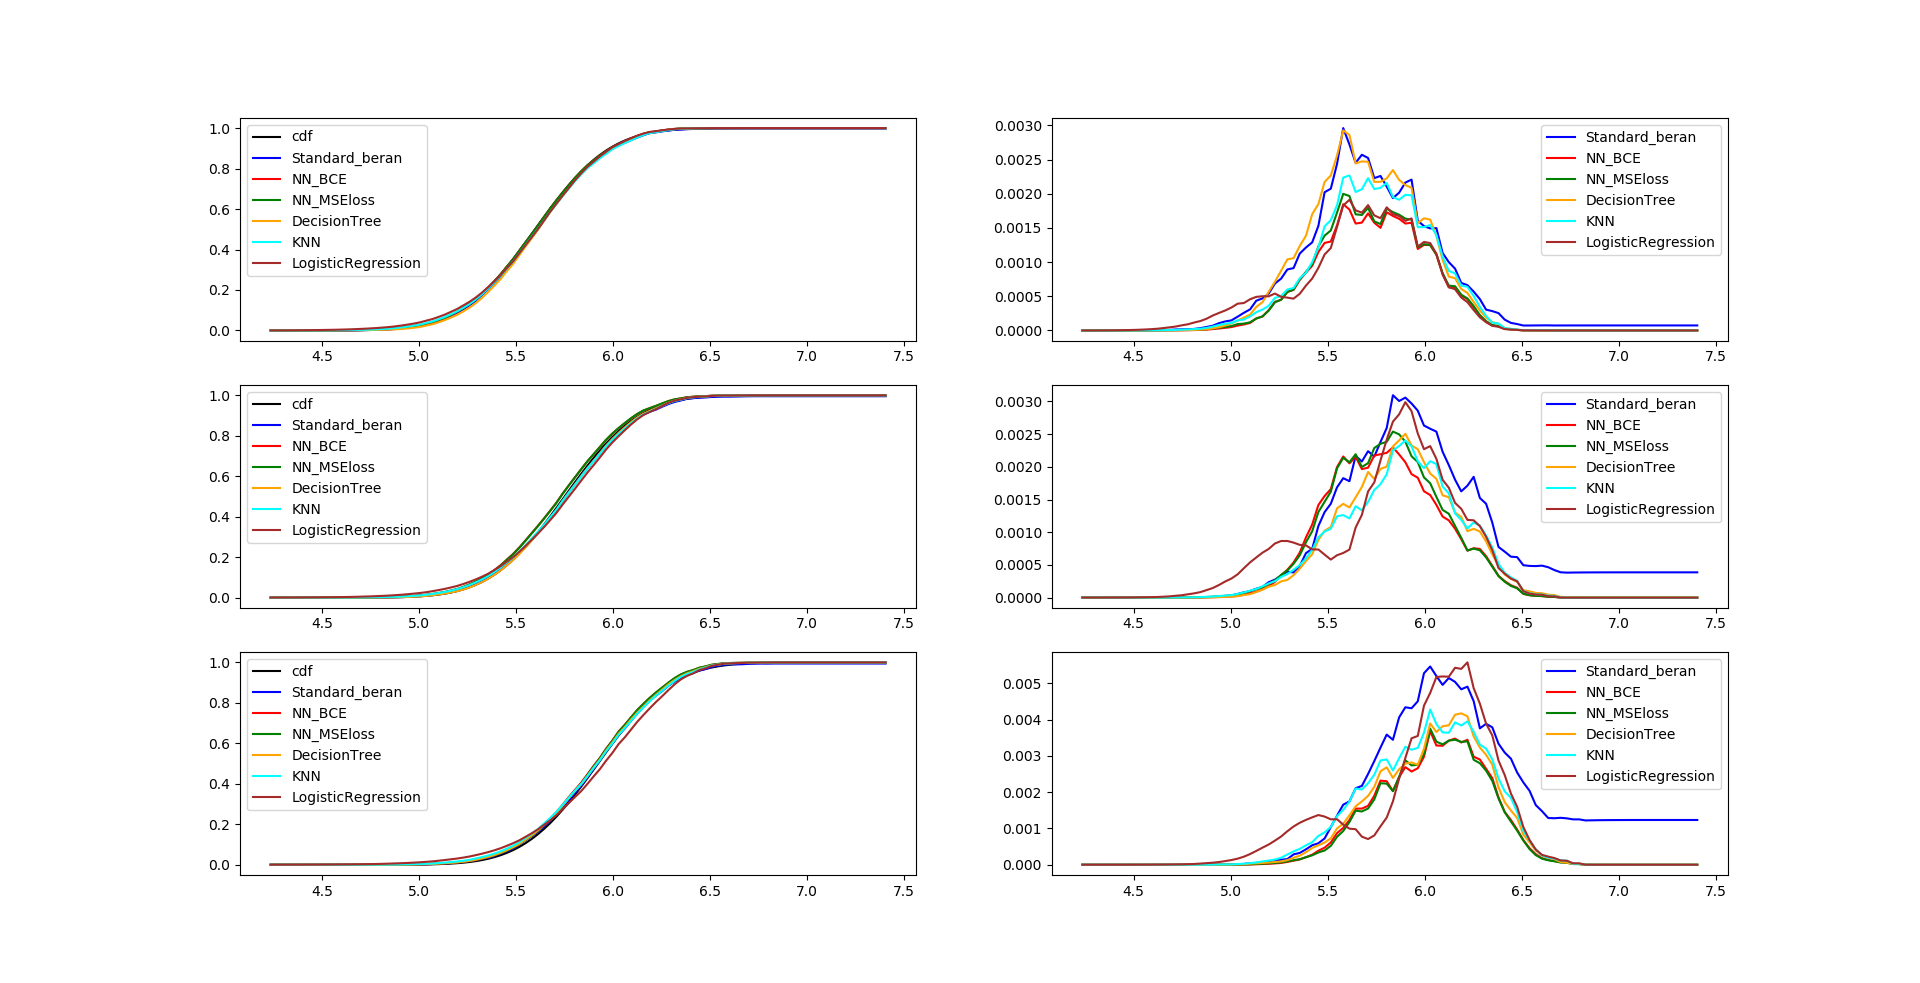 1.0
0.8
0.6
0.4
0.2
0.0
cdf
Standard_beran
NN_BCE
NN_MSEloss
DecisionTree
KNN
LogisticRegression
4.5 5.0 5.5 6.0 6.5 7.0 7.5
0.0030
0.0025
0.0020
0.0015
0.0010
0.0005
0.0000
Standard_beran
NN_BCE
NN_MSEloss
DecisionTree
KNN
LogisticRegression
4.5 5.0 5.5 6.0 6.5 7.0 7.5
1.0
0.8
0.6
0.4
0.2
0.0
cdf
Standard_beran
NN_BCE
NN_MSEloss
DecisionTree
KNN
LogisticRegression
4.5 5.0 5.5 6.0 6.5 7.0 7.5
0.0030
0.0025
0.0020
0.0015
0.0010
0.0005
0.0000
Standard_beran
NN_BCE
NN_MSEloss
DecisionTree
KNN
LogisticRegression
4.5 5.0 5.5 6.0 6.5 7.0 7.5
1.0
0.8
0.6
0.4
0.2
0.0
cdf
Standard_beran
NN_BCE
NN_MSEloss
DecisionTree
KNN
LogisticRegression
4.5 5.0 5.5 6.0 6.5 7.0 7.5
0.005
0.004
0.003
0.002
0.001
0.000
Standard_beran
NN_BCE
NN_MSEloss
DecisionTree
KNN
LogisticRegression
4.5 5.0 5.5 6.0 6.5 7.0 7.5